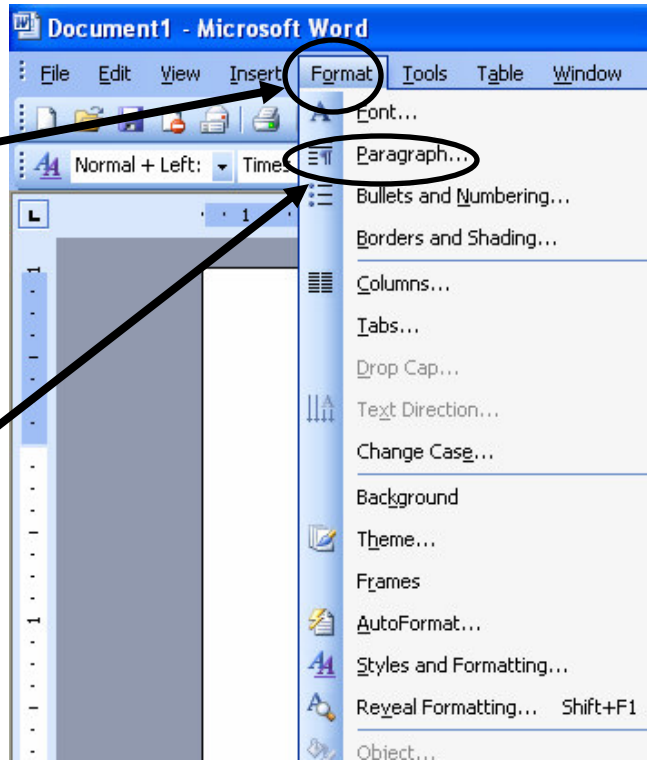 Document1 - Microsoft Word
File Edit View Insert Format Tools Table Window
Normal + Left: Times
1
Font...
Paragraph...
Bullets and Numbering...
Borders and Shading...
Columns...
Tabs...
Drop Cap...
Text Direction...
Change Case...
Background
Theme...
Frames
AutoFormat...
Styles and Formatting...
Reveal Formatting... Shift+F1
Object...
1
1